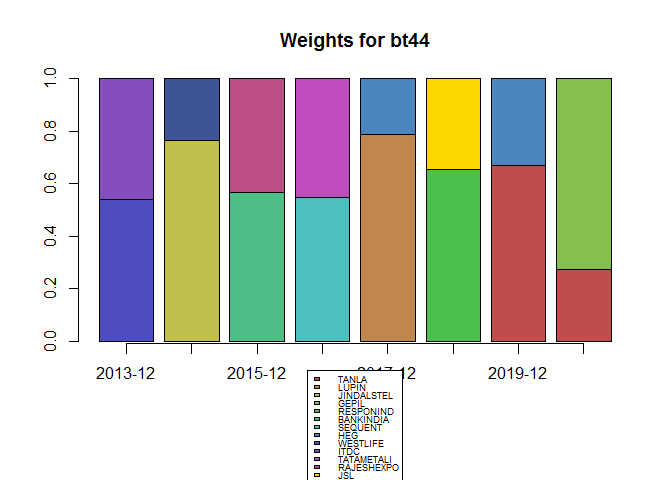 Weights for bt44
1.0
0.8
0.6
0.4
0.2
0.0
2013-12 2015-12 2017-12 2019-12
TANLA
LUPIN
JINDALSTEL
GEPIL
RESPONIND
BANKINDIA
SEQUENT
HEG
WESTLIFE
ITDC
TATAMETALI
RAJESHEXPO
JSL